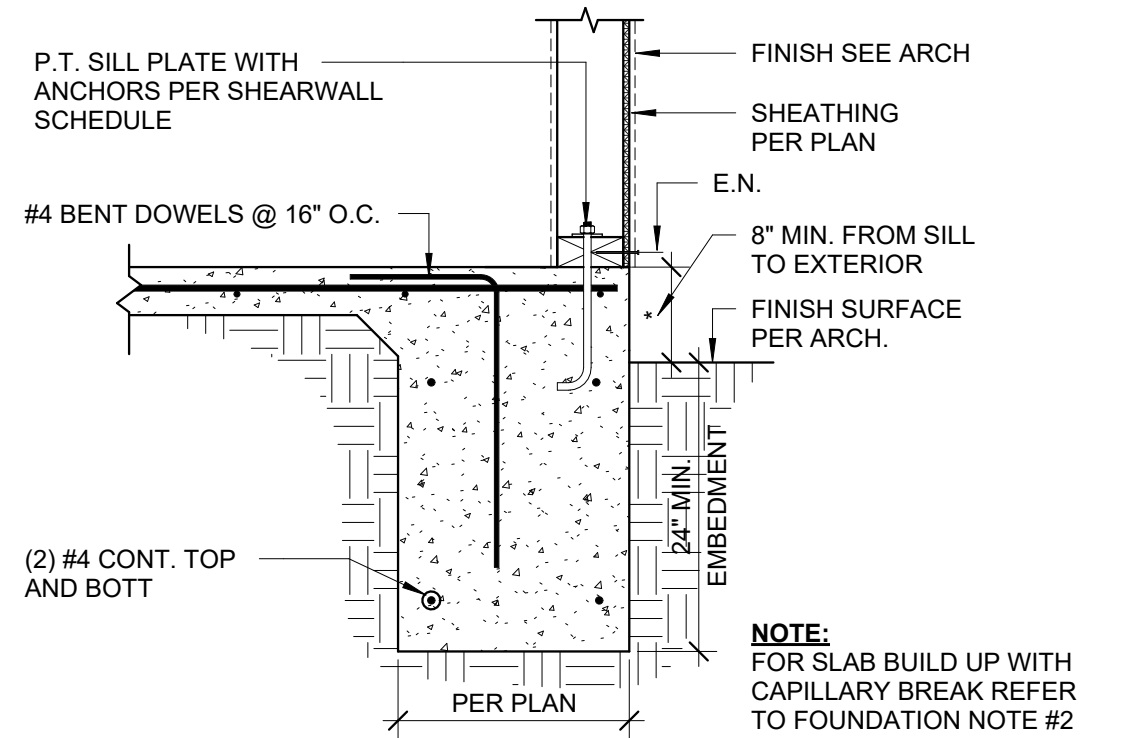 P.T. SILL PLATE WITH
ANCHORS PER SHEARWALL
SCHEDULE
#4 BENT DOWELS @ 16" O.C.
(2) #4 CONT. TOP
AND BOTT
FINISH SEE ARCH
SHEATHING
PER PLAN
E.N.
8" MIN. FROM SILL
TO EXTERIOR
*
FINISH SURFACE
PER ARCH.
24" MIN.
EMBEDMENT
PER PLAN
NOTE:
FOR SLAB BUILD UP WITH
CAPILLARY BREAK REFER
TO FOUNDATION NOTE #2